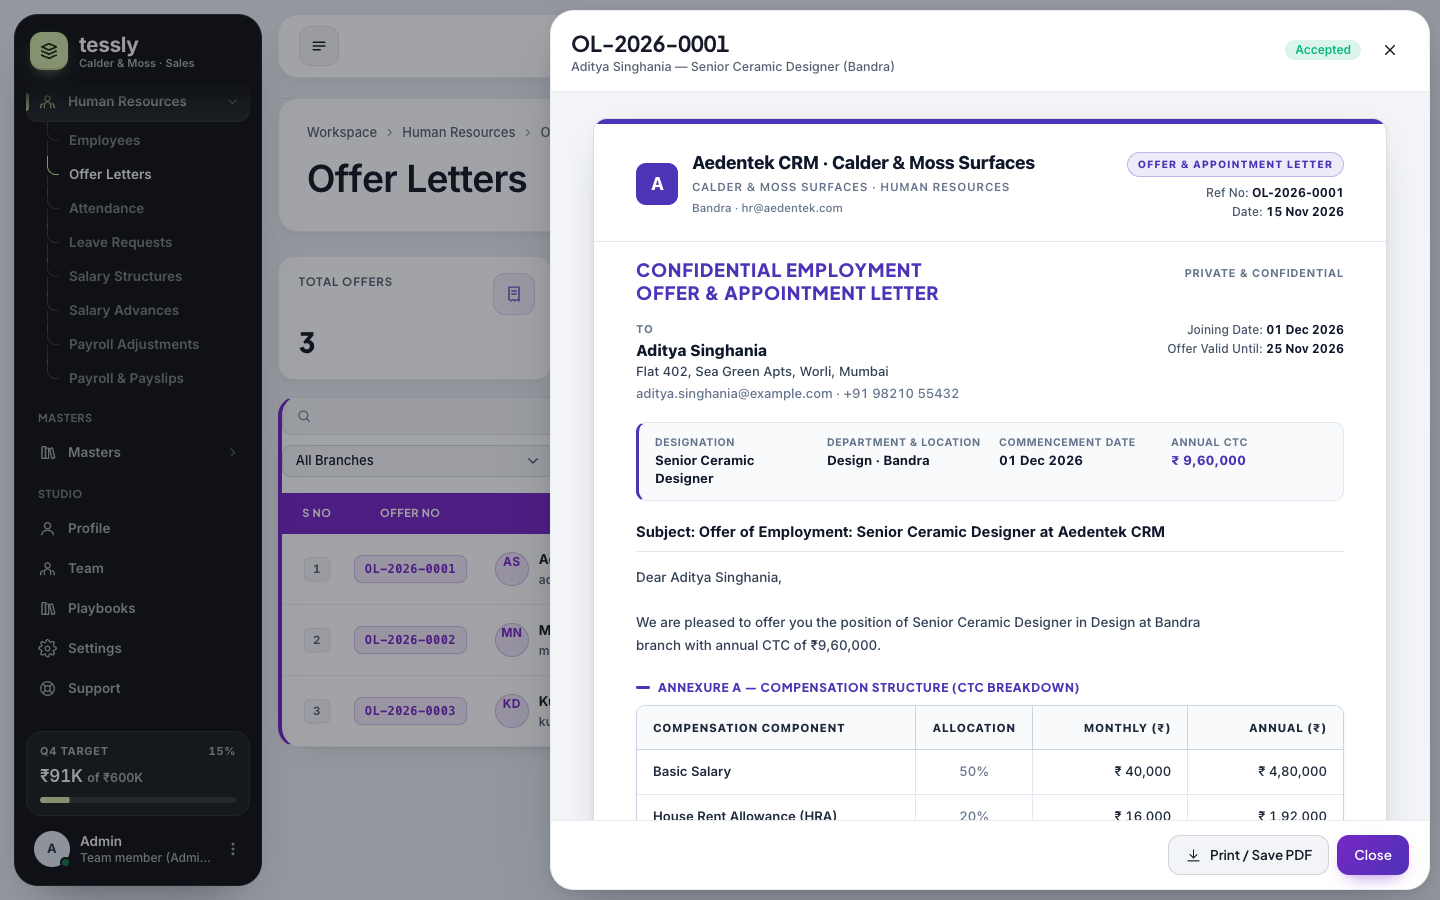 tessly
Calder & Moss · Sales
Human Resources
Employees
Offer Letters
Attendance
Leave Requests
Salary Structures
Salary Advances
Payroll Adjustments
Payroll & Payslips
MASTERS
Masters
STUDIO
Profile
Team
Playbooks
Settings
Support
Q4 TARGET 15%
₹91K of ₹600K
A
Admin
Team member (Admi...
Workspace > Human Resources > O
Offer Letters
TOTAL OFFERS
3
All Branches
S NO OFFER NO
1 OL-2026-0001 AS
2 OL-2026-0002 MN
3 OL-2026-0003 KD
OL-2026-0001
Aditya Singhania — Senior Ceramic Designer (Bandra)
Accepted
A
Aedentek CRM · Calder & Moss Surfaces
CALDER & MOSS SURFACES · HUMAN RESOURCES
Bandra · hr@aedentek.com
OFFER & APPOINTMENT LETTER
Ref No: OL-2026-0001
Date: 15 Nov 2026
CONFIDENTIAL EMPLOYMENT
OFFER & APPOINTMENT LETTER
PRIVATE & CONFIDENTIAL
TO
Aditya Singhania
Flat 402, Sea Green Apts, Worli, Mumbai
aditya.singhania@example.com · +91 98210 55432
Joining Date: 01 Dec 2026
Offer Valid Until: 25 Nov 2026
DESIGNATION
Senior Ceramic
Designer
DEPARTMENT & LOCATION
Design · Bandra
COMMENCEMENT DATE
01 Dec 2026
ANNUAL CTC
₹ 9,60,000
Subject: Offer of Employment: Senior Ceramic Designer at Aedentek CRM
Dear Aditya Singhania,
We are pleased to offer you the position of Senior Ceramic Designer in Design at Bandra
branch with annual CTC of ₹9,60,000.
ANNEXURE A — COMPENSATION STRUCTURE (CTC BREAKDOWN)
COMPENSATION COMPONENT ALLOCATION MONTHLY (₹) ANNUAL (₹)
Basic Salary 50% ₹ 40,000 ₹ 4,80,000
House Rent Allowance (HRA) 20% ₹ 16,000 ₹ 1,92,000
Print / Save PDF
Close